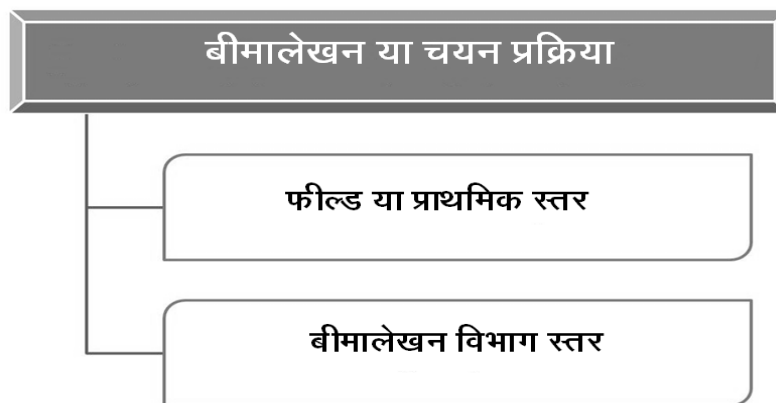 बीमालेखन या चयन प्रक्रिया
फील्ड या प्राथमिक स्तर
बीमालेखन विभाग स्तर